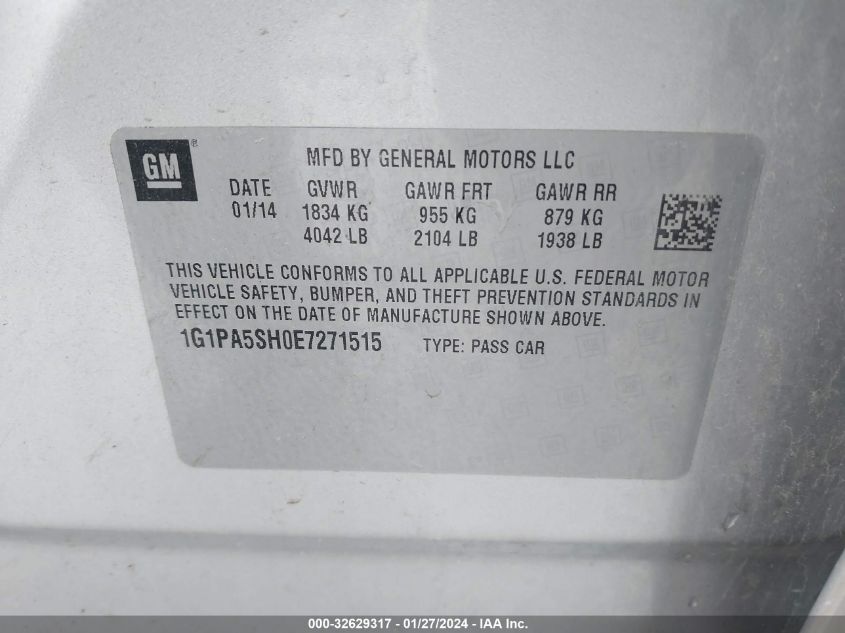 GM®
MFD BY GENERAL MOTORS LLC
DATE GVWR GAWR FRT GAWR RR
01/14 1834 KG 955 KG 879 KG
4042 LB 2104 LB 1938 LB
THIS VEHICLE CONFORMS TO ALL APPLICABLE U.S. FEDERAL MOTOR
VEHICLE SAFETY, BUMPER, AND THEFT PREVENTION STANDARDS IN
EFFECT ON THE DATE OF MANUFACTURE SHOWN ABOVE.
1G1PA5SH0E7271515 TYPE: PASS CAR
000-32629317 - 01/27/2024 - IAA Inc.